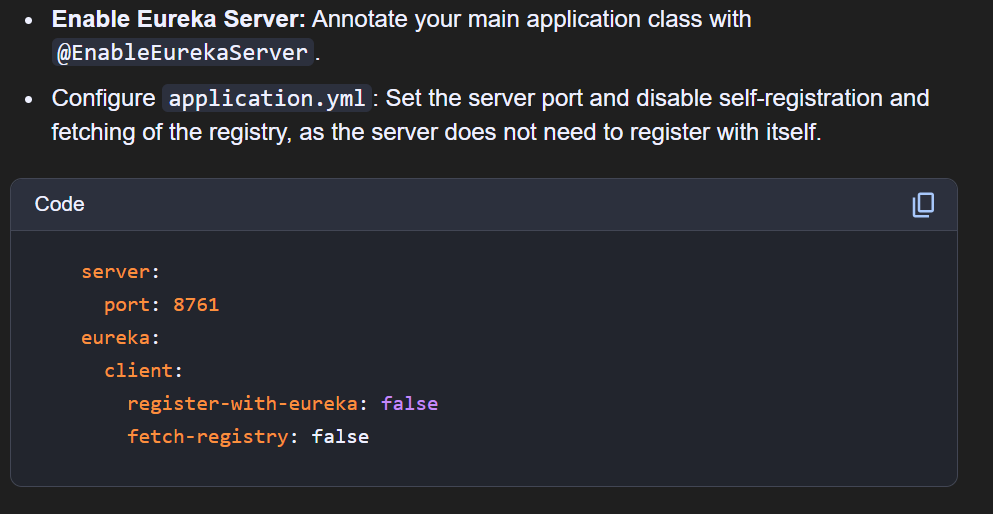 • Enable Eureka Server: Annotate your main application class with
@EnableEurekaServer.
• Configure application.yml: Set the server port and disable self-registration and
fetching of the registry, as the server does not need to register with itself.
Code
server:
  port: 8761
eureka:
  client:
    register-with-eureka: false
    fetch-registry: false